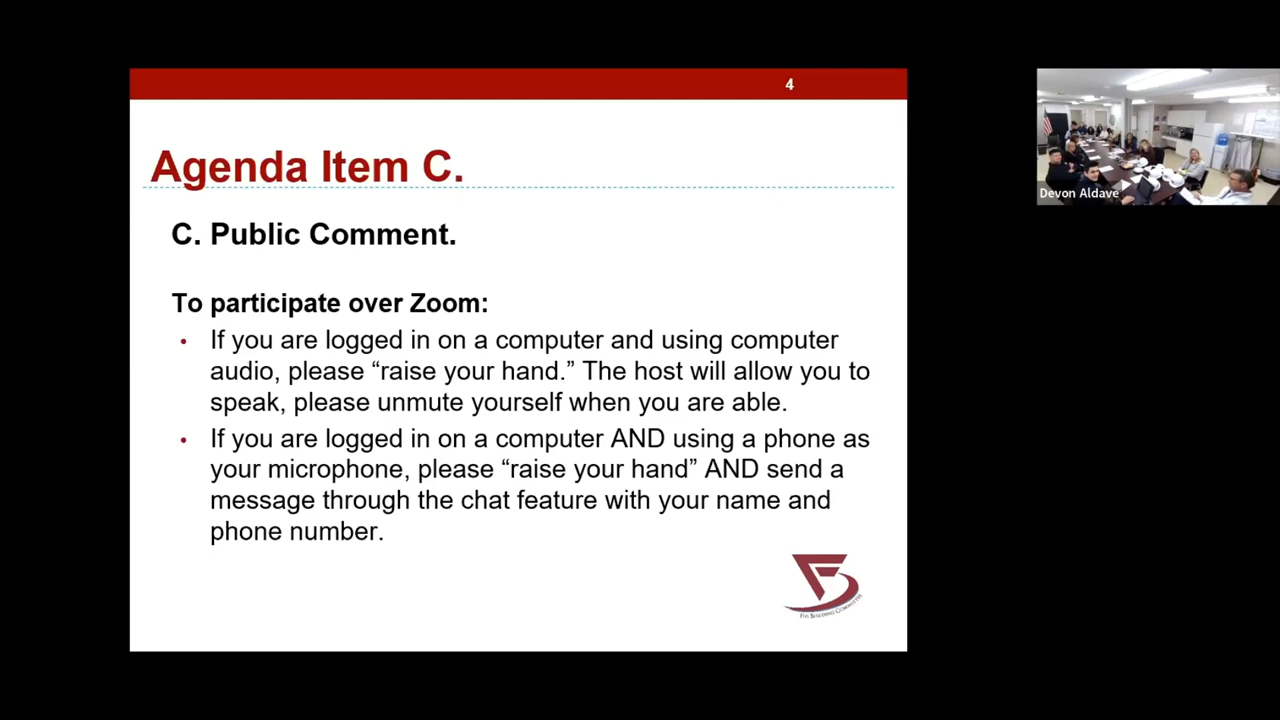 4
Agenda Item C.
C. Public Comment.
To participate over Zoom:
• If you are logged in on a computer and using computer
audio, please “raise your hand.” The host will allow you to
speak, please unmute yourself when you are able.
• If you are logged in on a computer AND using a phone as
your microphone, please “raise your hand” AND send a
message through the chat feature with your name and
phone number.
Devon Aldave